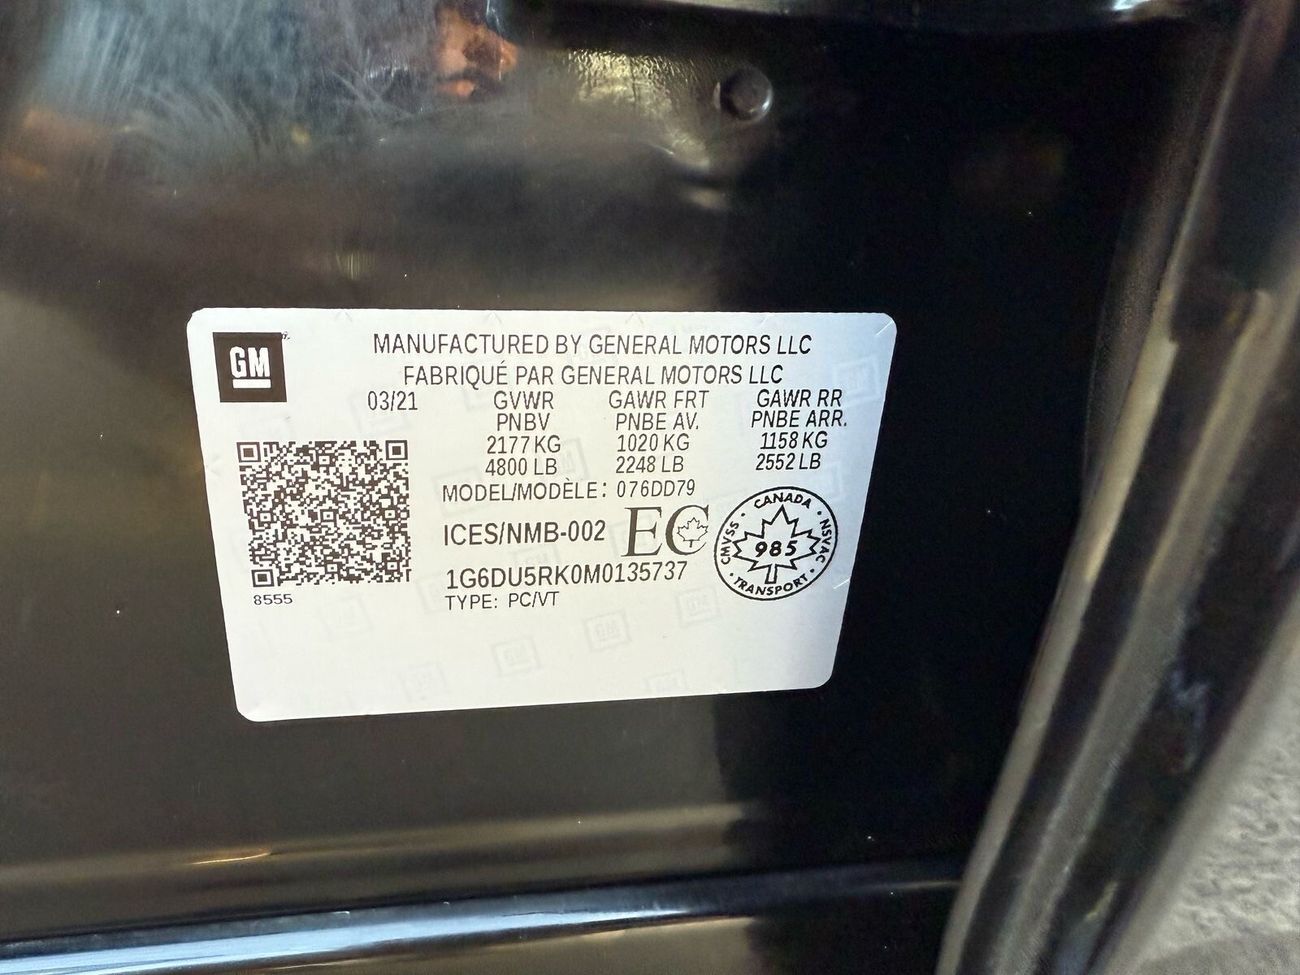 GM
MANUFACTURED BY GENERAL MOTORS LLC
FABRIQUÉ PAR GENERAL MOTORS LLC
03/21 GVWR GAWR FRT GAWR RR
PNBV PNBE AV. PNBE ARR.
2177 KG 1020 KG 1158 KG
4800 LB 2248 LB 2552 LB
MODEL/MODÈLE: 076DD79
ICES/NMB-002 EC
1G6DU5RK0M0135737
TYPE: PC/VT
8555
CANADA
CMVSS • NSVAC
985
TRANSPORT